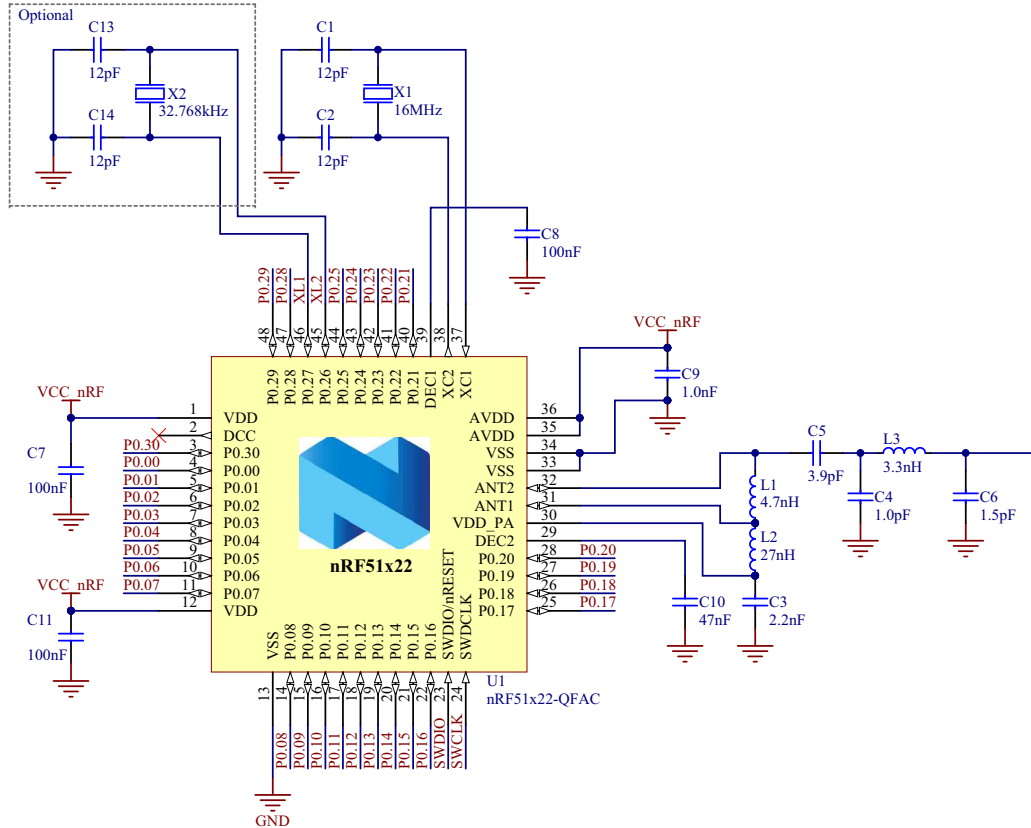 Optional
C13
12pF
X2
32.768kHz
C14
12pF
C1
12pF
X1
16MHz
C2
12pF
C8
100nF
P0.29
P0.28
XL1
XL2
P0.25
P0.24
P0.23
P0.22
P0.21
48
47
46
45
44
43
42
41
40
39
38
37
P0.29
P0.28
P0.27
P0.26
P0.25
P0.24
P0.23
P0.22
P0.21
DEC1
XC2
XC1
VCC_nRF
C9
1.0nF
VCC_nRF
C7
100nF
VCC_nRF
C11
100nF
1 VDD
2 DCC
P0.30 3 P0.30
P0.00 4 P0.00
P0.01 5 P0.01
P0.02 6 P0.02
P0.03 7 P0.03
P0.04 8 P0.04
P0.05 9 P0.05
P0.06 10 P0.06
P0.07 11 P0.07
12 VDD
nRF51x22
AVDD 36
AVDD 35
VSS 34
VSS 33
ANT2 32
ANT1 31
VDD_PA 30
DEC2 29
P0.20 28 P0.20
P0.19 27 P0.19
P0.18 26 P0.18
P0.17 25 P0.17
C5
3.9pF
L3
3.3nH
L1
4.7nH
C4
1.0pF
C6
1.5pF
L2
27nH
C10
47nF
C3
2.2nF
VSS
P0.08
P0.09
P0.10
P0.11
P0.12
P0.13
P0.14
P0.15
P0.16
SWDIO/nRESET
SWDCLK
U1
nRF51x22-QFAC
13
14
15
16
17
18
19
20
21
22
23
24
P0.08
P0.09
P0.10
P0.11
P0.12
P0.13
P0.14
P0.15
P0.16
SWDIO
SWCLK
GND